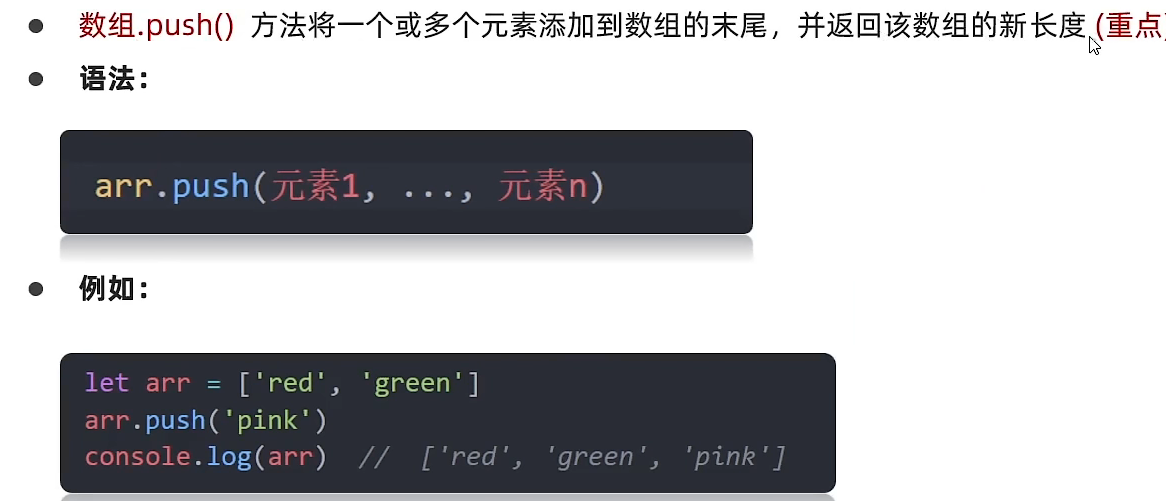 数组.push() 方法将一个或多个元素添加到数组的末尾，并返回该数组的新长度 (重点)
语法：
arr.push(元素1, ..., 元素n)
例如：
let arr = ['red', 'green']
arr.push('pink')
console.log(arr)  //  ['red', 'green', 'pink']